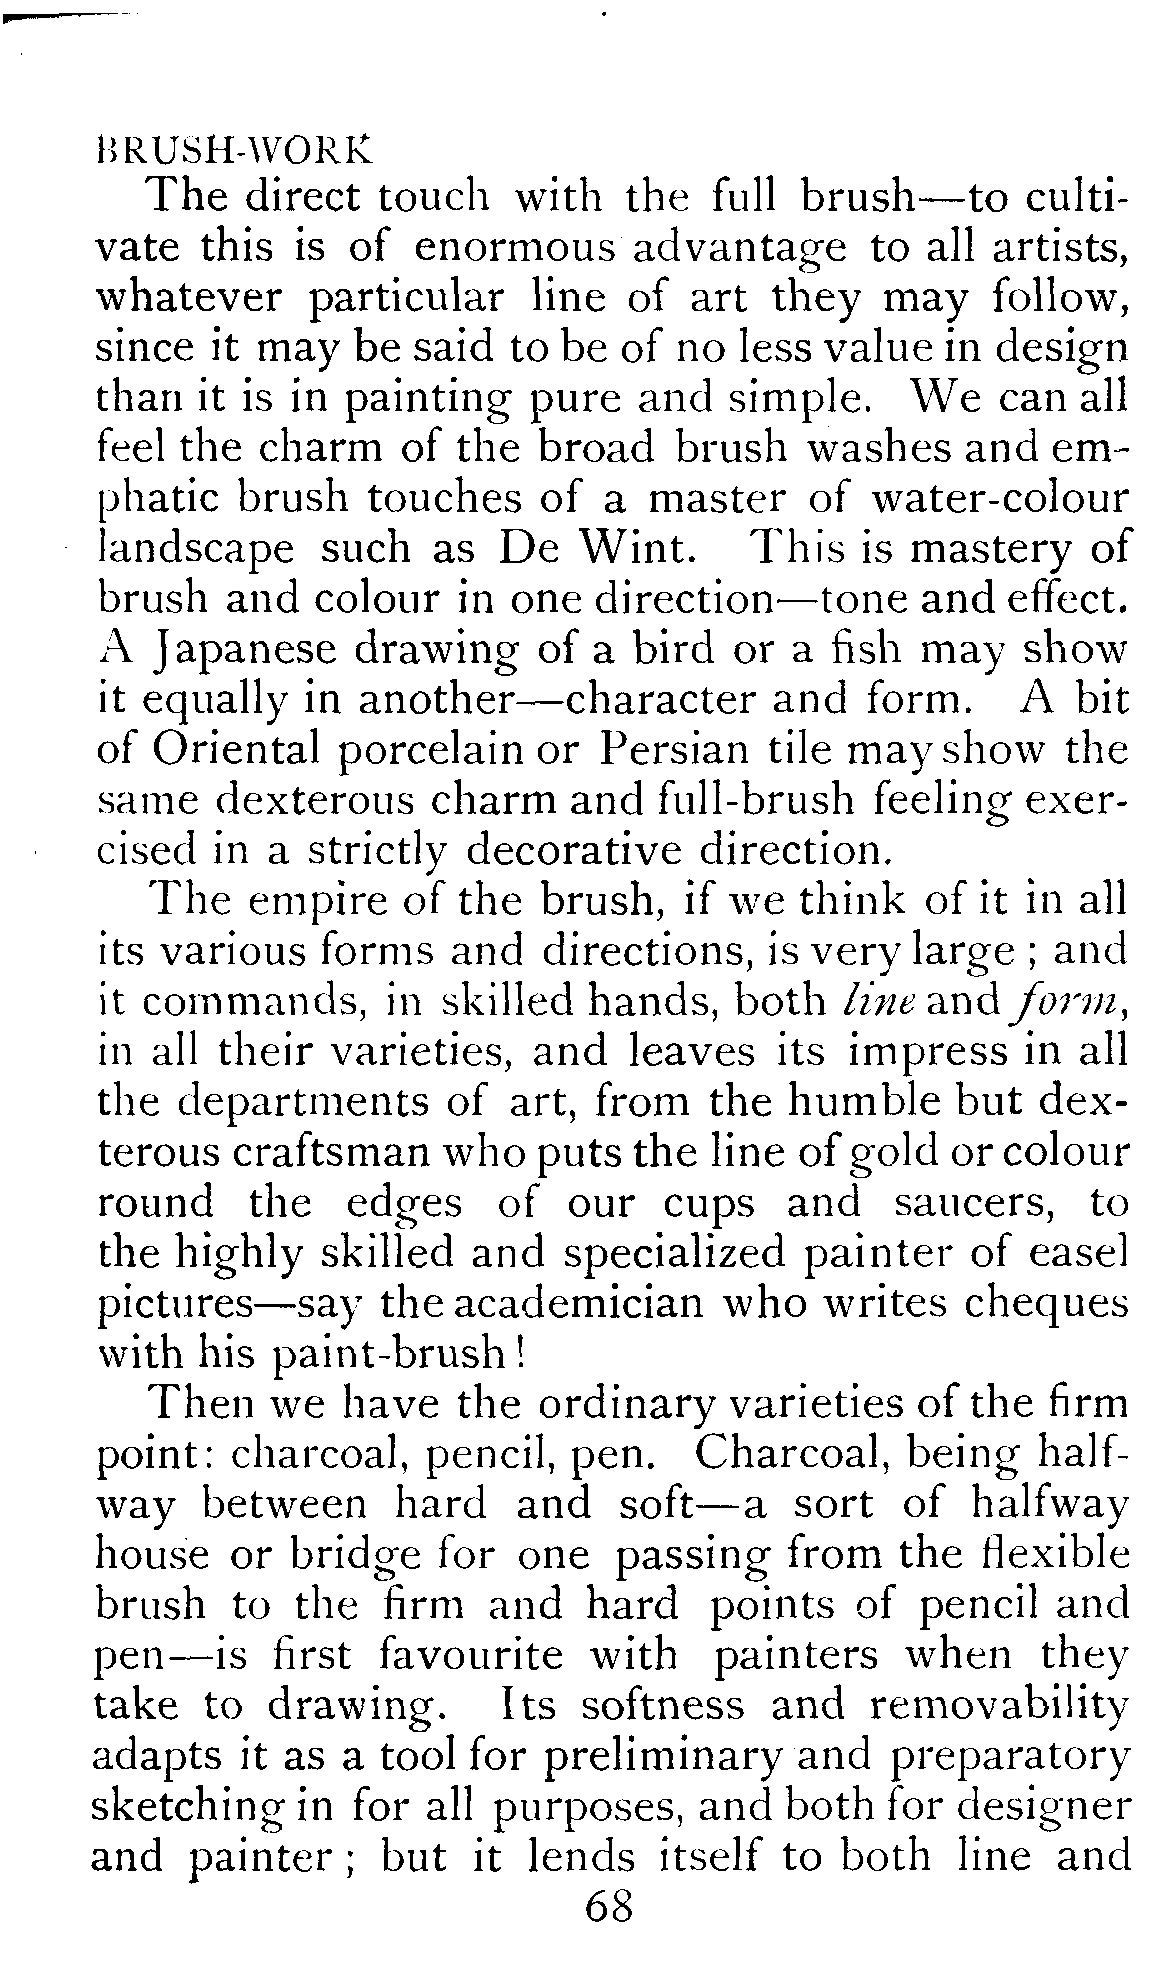 BRUSH-WORK
The direct touch with the full brush—to culti-
vate this is of enormous advantage to all artists,
whatever particular line of art they may follow,
since it may be said to be of no less value in design
than it is in painting pure and simple. We can all
feel the charm of the broad brush washes and em-
phatic brush touches of a master of water-colour
landscape such as De Wint. This is mastery of
brush and colour in one direction—tone and effect.
A Japanese drawing of a bird or a fish may show
it equally in another—character and form. A bit
of Oriental porcelain or Persian tile may show the
same dexterous charm and full-brush feeling exer-
cised in a strictly decorative direction.
The empire of the brush, if we think of it in all
its various forms and directions, is very large ; and
it commands, in skilled hands, both line and form,
in all their varieties, and leaves its impress in all
the departments of art, from the humble but dex-
terous craftsman who puts the line of gold or colour
round the edges of our cups and saucers, to
the highly skilled and specialized painter of easel
pictures—say the academician who writes cheques
with his paint-brush !
Then we have the ordinary varieties of the firm
point: charcoal, pencil, pen. Charcoal, being half-
way between hard and soft—a sort of halfway
house or bridge for one passing from the flexible
brush to the firm and hard points of pencil and
pen—is first favourite with painters when they
take to drawing. Its softness and removability
adapts it as a tool for preliminary and preparatory
sketching in for all purposes, and both for designer
and painter ; but it lends itself to both line and
68